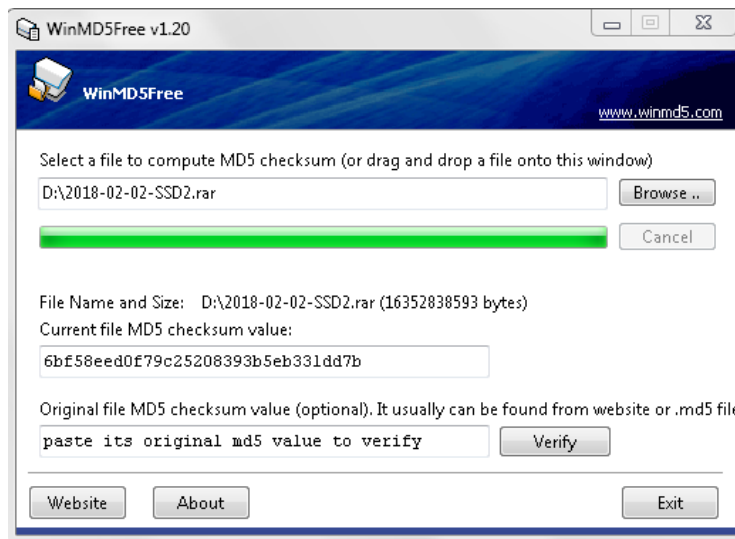 WinMD5Free v1.20
WinMD5Free
www.winmd5.com
Select a file to compute MD5 checksum (or drag and drop a file onto this window)
D:\2018-02-02-SSD2.rar
Browse ..
Cancel
File Name and Size: D:\2018-02-02-SSD2.rar (16352838593 bytes)
Current file MD5 checksum value:
6bf58eed0f79c25208393b5eb331dd7b
Original file MD5 checksum value (optional). It usually can be found from website or .md5 file
paste its original md5 value to verify
Verify
Website
About
Exit